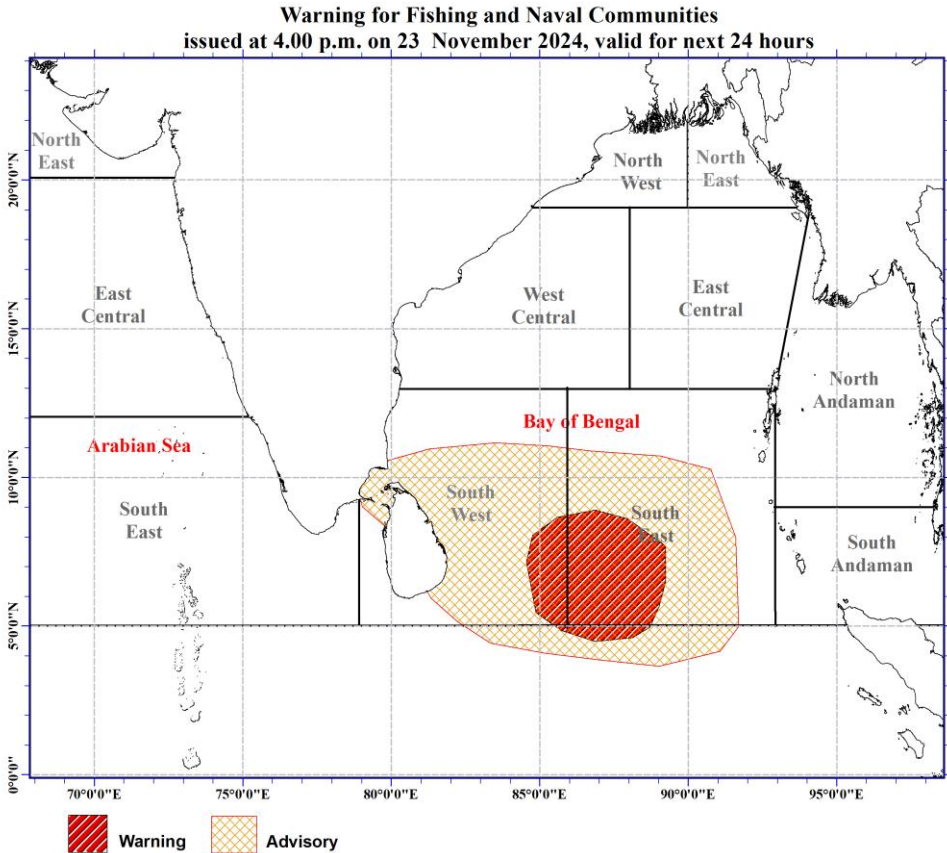 Warning for Fishing and Naval Communities
issued at 4.00 p.m. on 23 November 2024, valid for next 24 hours
North
East
North
West
North
East
East
Central
West
Central
East
Central
North
Andaman
Arabian Sea
Bay of Bengal
South
East
South
West
South
East
South
Andaman
20°0'0"N
15°0'0"N
10°0'0"N
5°0'0"N
0°0'0"
70°0'0"E
75°0'0"E
80°0'0"E
85°0'0"E
90°0'0"E
95°0'0"E
Warning
Advisory